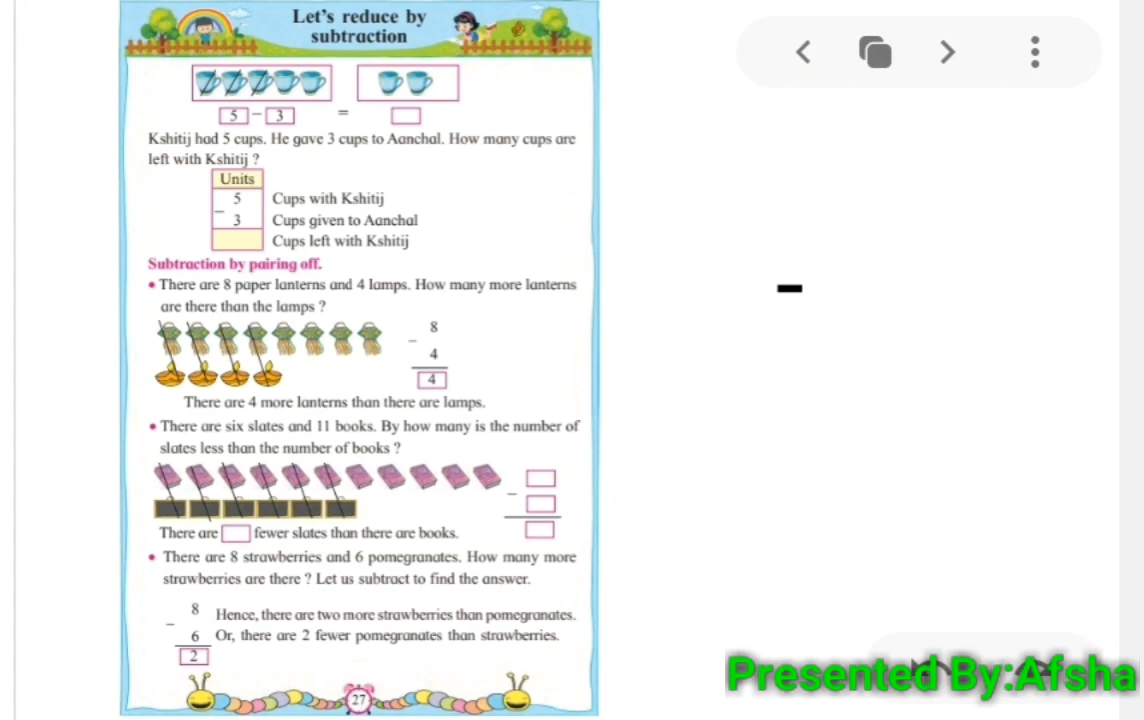 Let's reduce by
subtraction
5 - 3 =
Kshitij had 5 cups. He gave 3 cups to Aanchal. How many cups are
left with Kshitij ?
Units
5 Cups with Kshitij
- 3 Cups given to Aanchal
Cups left with Kshitij
Subtraction by pairing off.
• There are 8 paper lanterns and 4 lamps. How many more lanterns
are there than the lamps ?
8
-
4
4
There are 4 more lanterns than there are lamps.
• There are six slates and 11 books. By how many is the number of
slates less than the number of books ?
-
There are fewer slates than there are books.
• There are 8 strawberries and 6 pomegranates. How many more
strawberries are there ? Let us subtract to find the answer.
8 Hence, there are two more strawberries than pomegranates.
-
6 Or, there are 2 fewer pomegranates than strawberries.
2
27
-
Presented By:Afsha